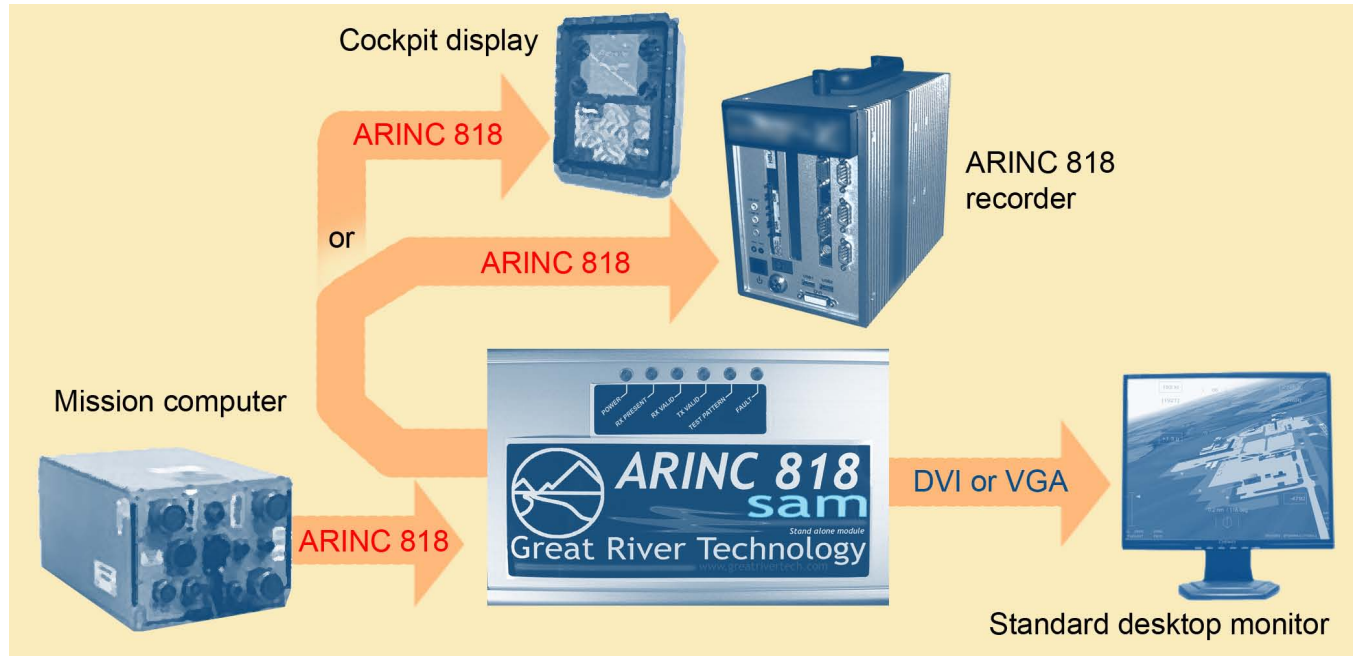 Cockpit display
ARINC 818
ARINC 818
recorder
or
ARINC 818
Mission computer
POWER
RX PRESENT
RX VALID
TX VALID
TEST PATTERN
FAULT
ARINC 818
sam
Stand alone module
Great River Technology
www.greatrivertech.com
ARINC 818
DVI or VGA
Standard desktop monitor